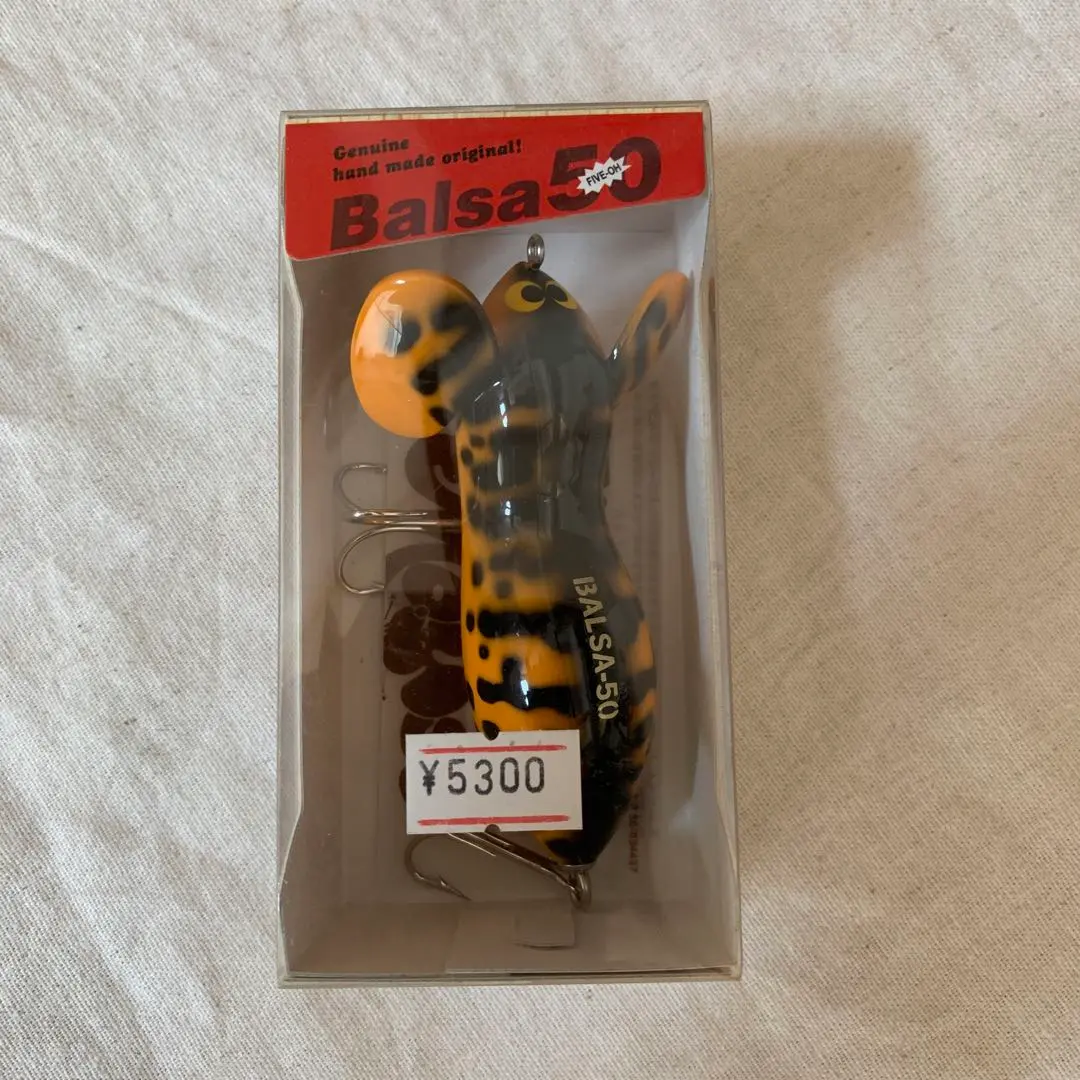 Genuine
hand made original!
Balsa50
FIVE-OH
BALSA-50
¥5300